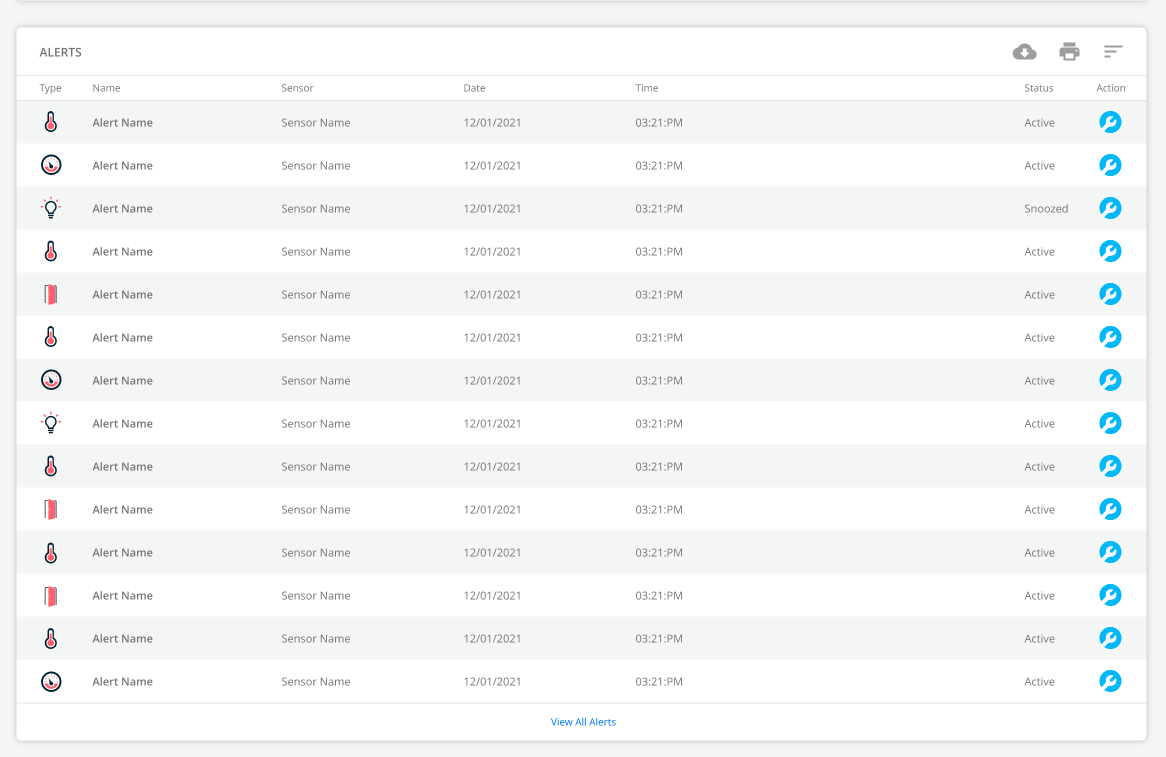 ALERTS
Type Name Sensor Date Time Status Action
Alert Name Sensor Name 12/01/2021 03:21:PM Active
Alert Name Sensor Name 12/01/2021 03:21:PM Active
Alert Name Sensor Name 12/01/2021 03:21:PM Snoozed
Alert Name Sensor Name 12/01/2021 03:21:PM Active
Alert Name Sensor Name 12/01/2021 03:21:PM Active
Alert Name Sensor Name 12/01/2021 03:21:PM Active
Alert Name Sensor Name 12/01/2021 03:21:PM Active
Alert Name Sensor Name 12/01/2021 03:21:PM Active
Alert Name Sensor Name 12/01/2021 03:21:PM Active
Alert Name Sensor Name 12/01/2021 03:21:PM Active
Alert Name Sensor Name 12/01/2021 03:21:PM Active
Alert Name Sensor Name 12/01/2021 03:21:PM Active
Alert Name Sensor Name 12/01/2021 03:21:PM Active
Alert Name Sensor Name 12/01/2021 03:21:PM Active
View All Alerts